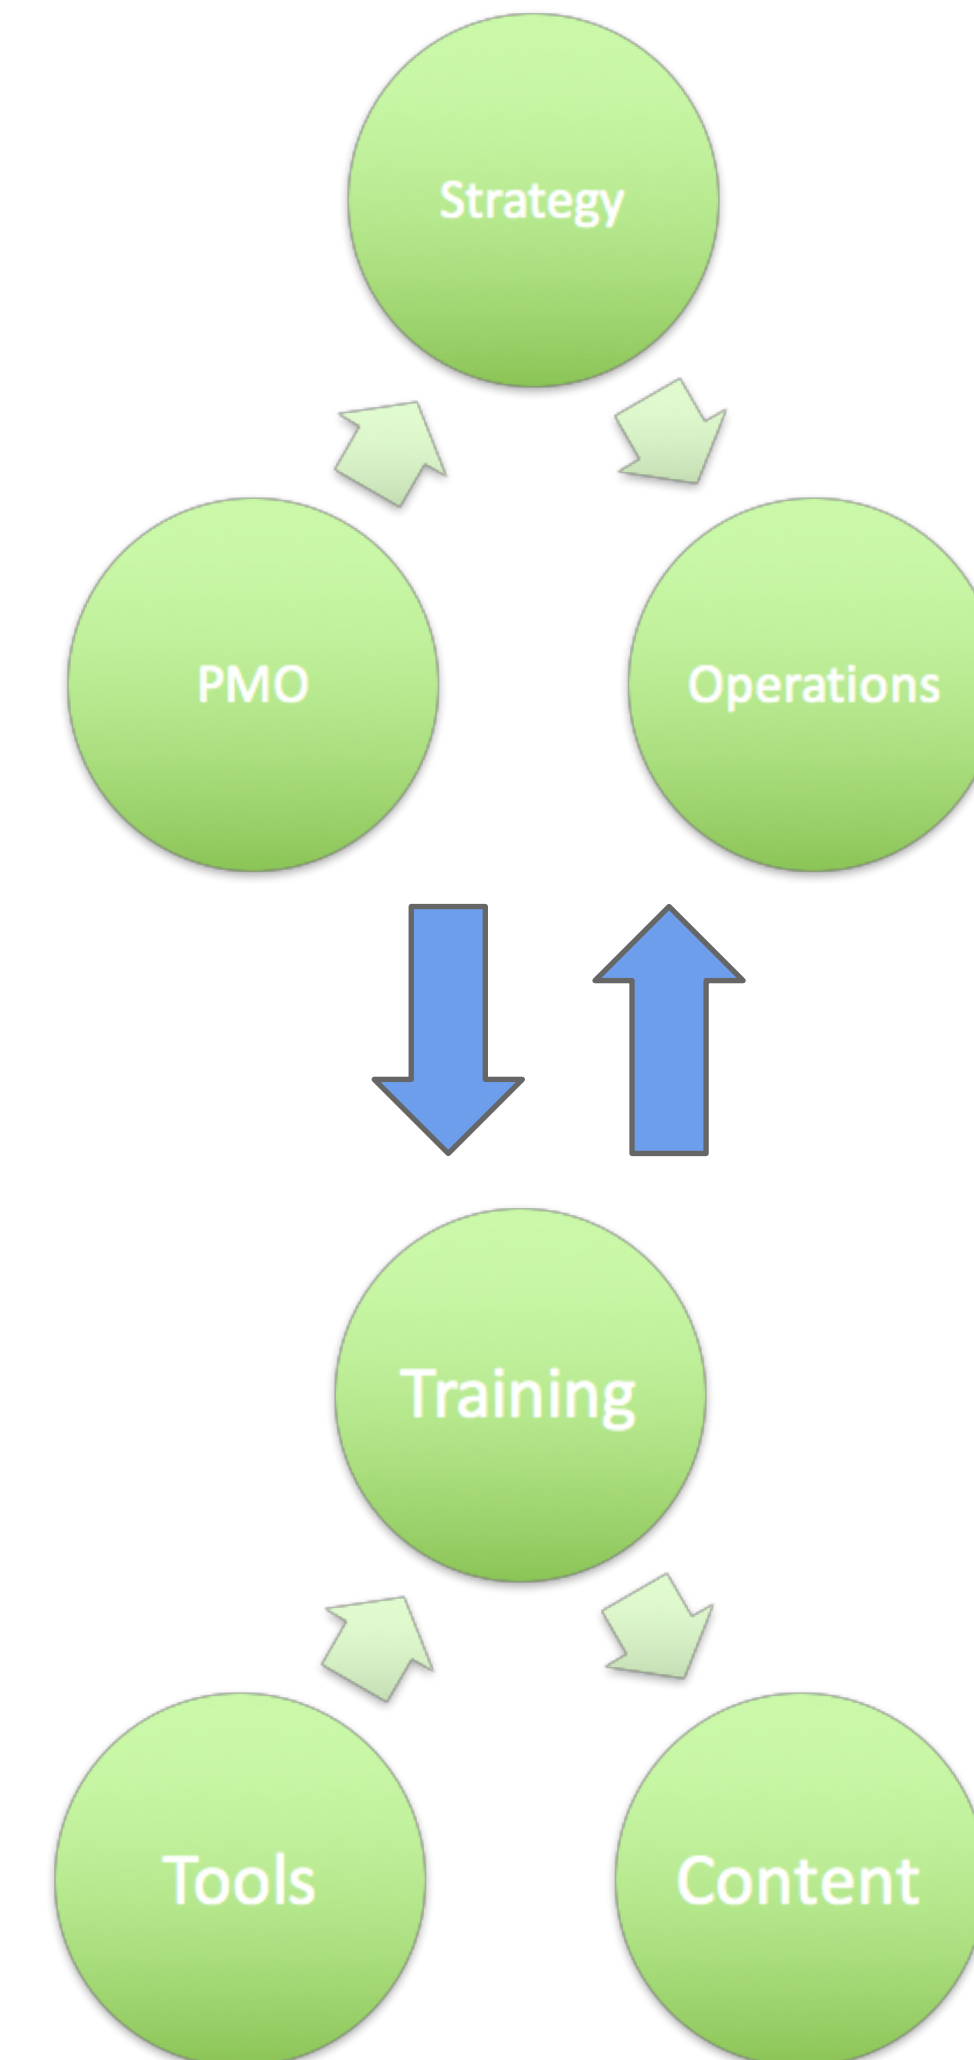 Strategy
PMO
Operations
Training
Tools
Content